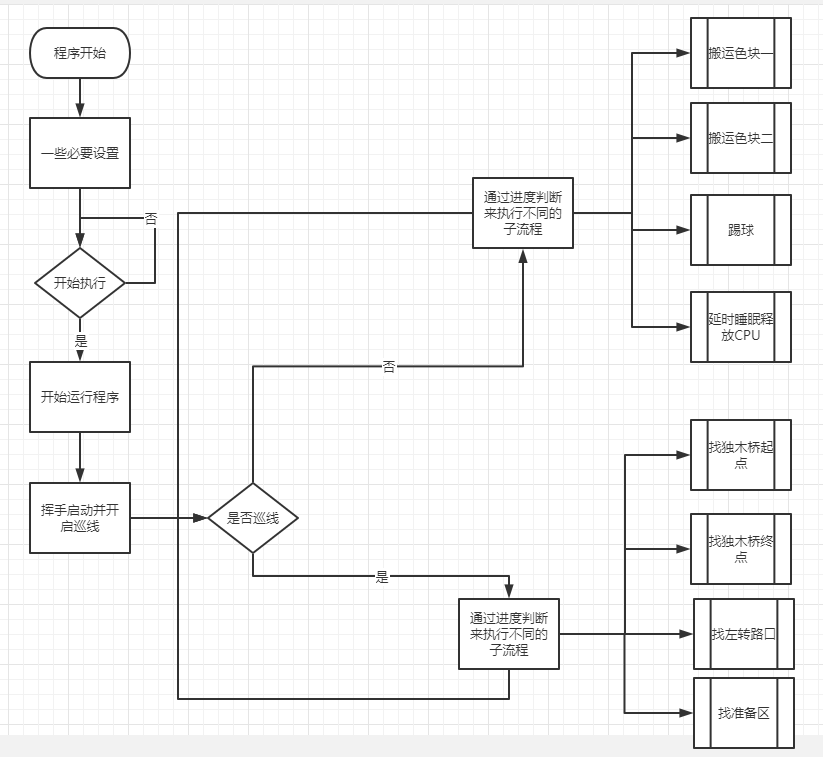 程序开始
一些必要设置
否
开始执行
是
开始运行程序
挥手启动并开
启巡线
是否巡线
否
通过进度判断
来执行不同的
子流程
搬运色块一
搬运色块二
踢球
延时睡眠释
放CPU
是
通过进度判断
来执行不同的
子流程
找独木桥起
点
找独木桥终
点
找左转路口
找准备区